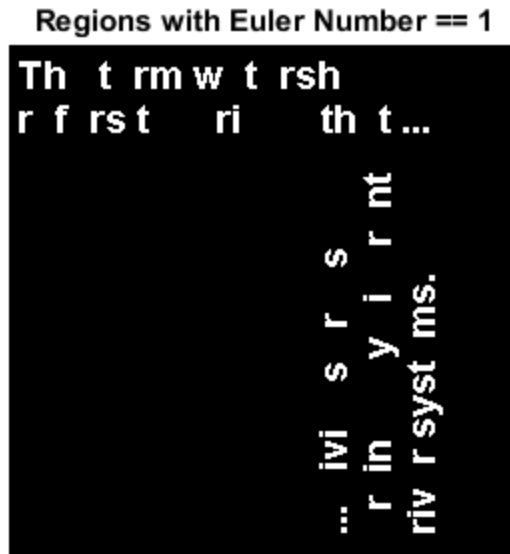 Regions with Euler Number == 1
Th t rm w t rsh
r f rs t ri th t ...
... ivi s r s
r in y i r nt
riv r syst ms.